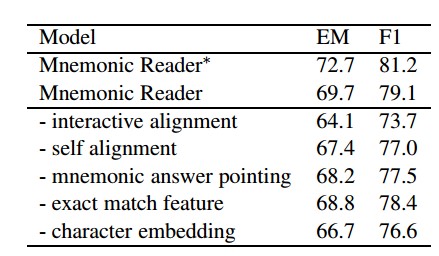 Model EM F1
Mnemonic Reader* 72.7 81.2
Mnemonic Reader 69.7 79.1
- interactive alignment 64.1 73.7
- self alignment 67.4 77.0
- mnemonic answer pointing 68.2 77.5
- exact match feature 68.8 78.4
- character embedding 66.7 76.6